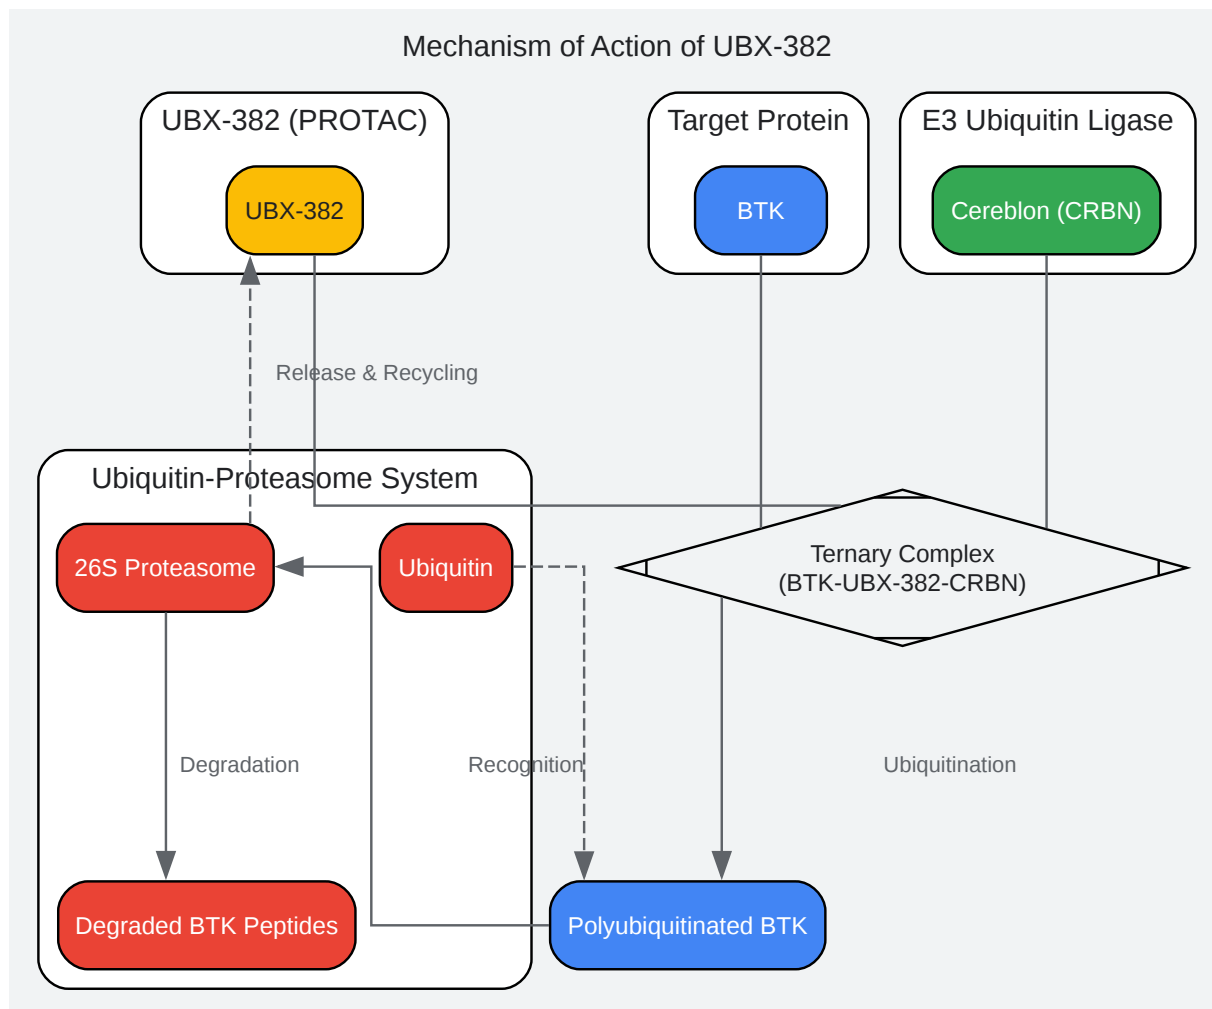 Mechanism of Action of UBX-382
UBX-382 (PROTAC)
Target Protein
E3 Ubiquitin Ligase
UBX-382
BTK
Cereblon (CRBN)
Release & Recycling
Ubiquitin-Proteasome System
26S Proteasome
Ubiquitin
Ternary Complex
(BTK-UBX-382-CRBN)
Degradation
Recognition
Ubiquitination
Degraded BTK Peptides
Polyubiquitinated BTK